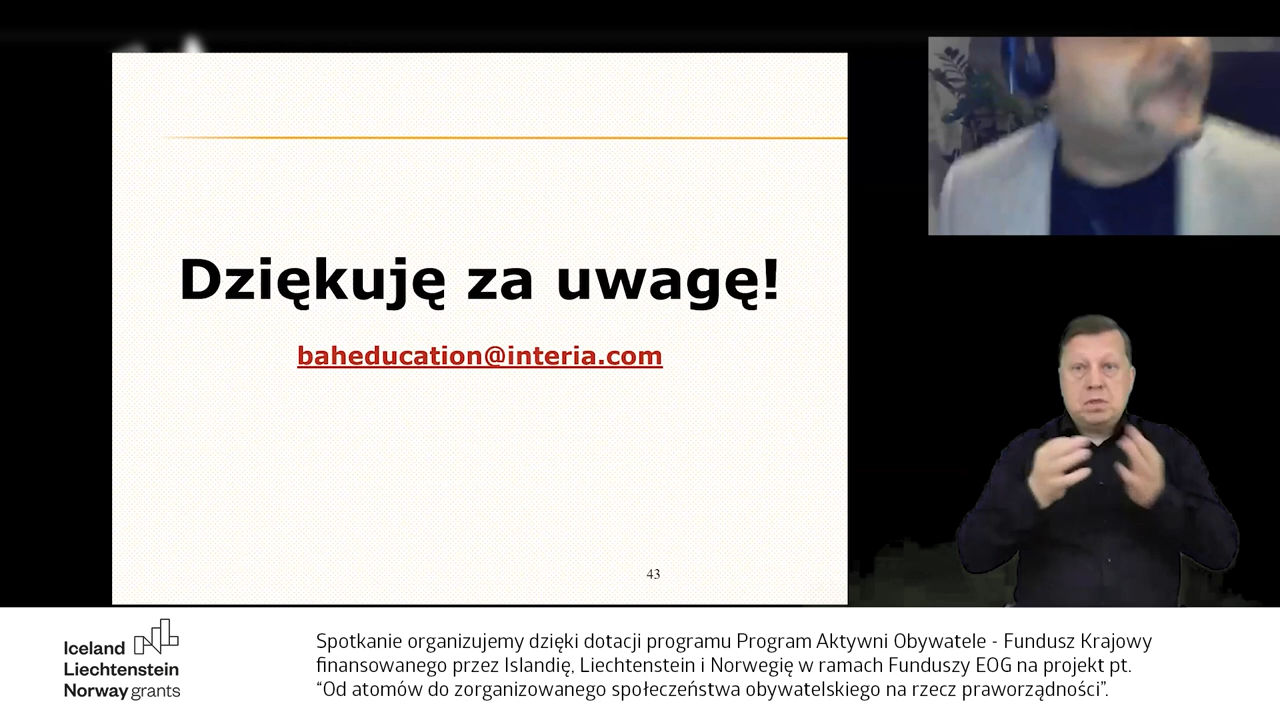 Dziękuję za uwagę!
baheducation@interia.com
43
Iceland
Liechtenstein
Norway grants
Spotkanie organizujemy dzięki dotacji programu Program Aktywni Obywatele - Fundusz Krajowy
finansowanego przez Islandię, Liechtenstein i Norwegię w ramach Funduszy EOG na projekt pt.
“Od atomów do zorganizowanego społeczeństwa obywatelskiego na rzecz praworządności”.